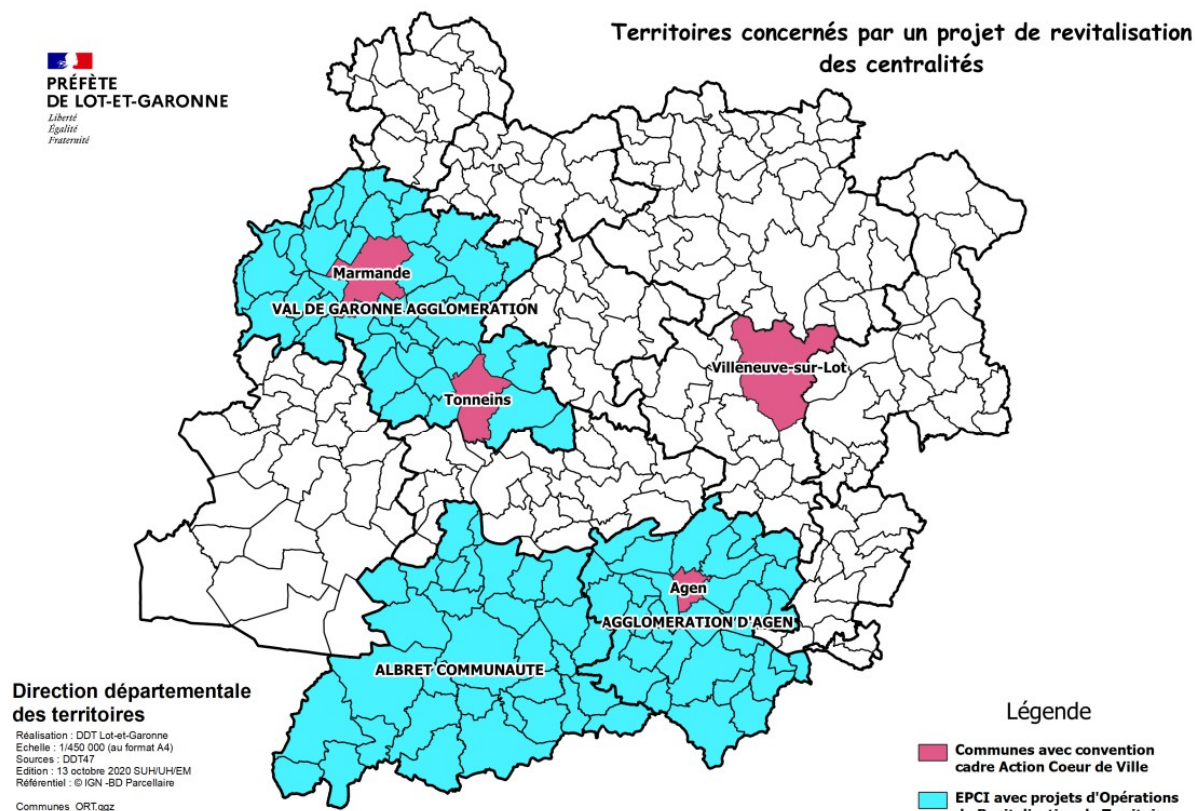 Territoires concernés par un projet de revitalisation
des centralités
PRÉFÈTE
DE LOT-ET-GARONNE
Liberté
Égalité
Fraternité
Marmande
VAL DE GARONNE AGGLOMERATION
Tonneins
Villeneuve-sur-Lot
Agen
AGGLOMERATION D'AGEN
ALBRET COMMUNAUTE
Direction départementale
des territoires
Réalisation : DDT Lot-et-Garonne
Echelle : 1/450 000 (au format A4)
Sources : DDT47
Edition : 13 octobre 2020 SUH/UH/EM
Référentiel : © IGN -BD Parcellaire
Communes_ORT.qgz
Légende
Communes avec convention
cadre Action Coeur de Ville
EPCI avec projets d'Opérations